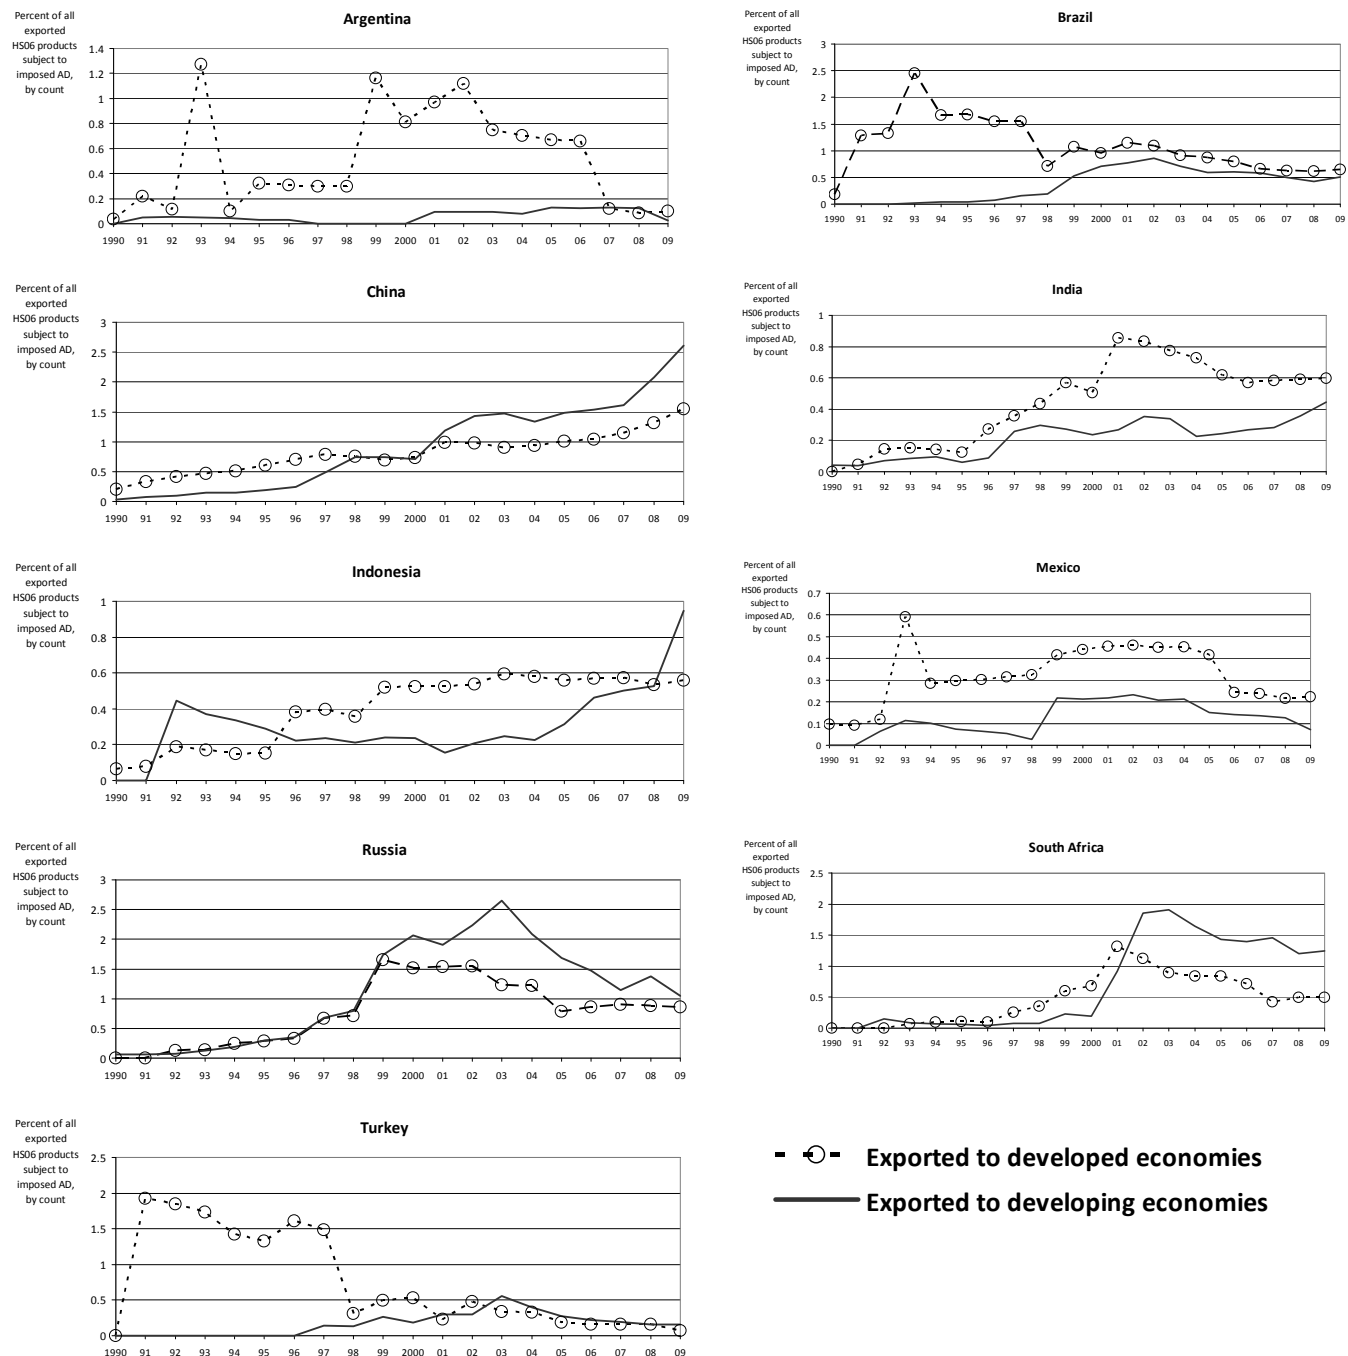 Percent of all
exported
HS06 products
subject to
imposed AD,
by count
Argentina
1.4
1.2
1
0.8
0.6
0.4
0.2
0
1990 91 92 93 94 95 96 97 98 99 2000 01 02 03 04 05 06 07 08 09
Percent of all
exported
HS06 products
subject to
imposed AD,
by count
Brazil
3
2.5
2
1.5
1
0.5
0
1990 91 92 93 94 95 96 97 98 99 2000 01 02 03 04 05 06 07 08 09
Percent of all
exported
HS06 products
subject to
imposed AD,
by count
China
3
2.5
2
1.5
1
0.5
0
1990 91 92 93 94 95 96 97 98 99 2000 01 02 03 04 05 06 07 08 09
Percent of all
exported
HS06 products
subject to
imposed AD,
by count
India
1
0.8
0.6
0.4
0.2
0
1990 91 92 93 94 95 96 97 98 99 2000 01 02 03 04 05 06 07 08 09
Percent of all
exported
HS06 products
subject to
imposed AD,
by count
Indonesia
1
0.8
0.6
0.4
0.2
0
1990 91 92 93 94 95 96 97 98 99 2000 01 02 03 04 05 06 07 08 09
Percent of all
exported
HS06 products
subject to
imposed AD,
by count
Mexico
0.7
0.6
0.5
0.4
0.3
0.2
0.1
0
1990 91 92 93 94 95 96 97 98 99 2000 01 02 03 04 05 06 07 08 09
Percent of all
exported
HS06 products
subject to
imposed AD,
by count
Russia
3
2.5
2
1.5
1
0.5
0
1990 91 92 93 94 95 96 97 98 99 2000 01 02 03 04 05 06 07 08 09
Percent of all
exported
HS06 products
subject to
imposed AD,
by count
South Africa
2.5
2
1.5
1
0.5
0
1990 91 92 93 94 95 96 97 98 99 2000 01 02 03 04 05 06 07 08 09
Percent of all
exported
HS06 products
subject to
imposed AD,
by count
Turkey
2.5
2
1.5
1
0.5
0
1990 91 92 93 94 95 96 97 98 99 2000 01 02 03 04 05 06 07 08 09
Exported to developed economies
Exported to developing economies